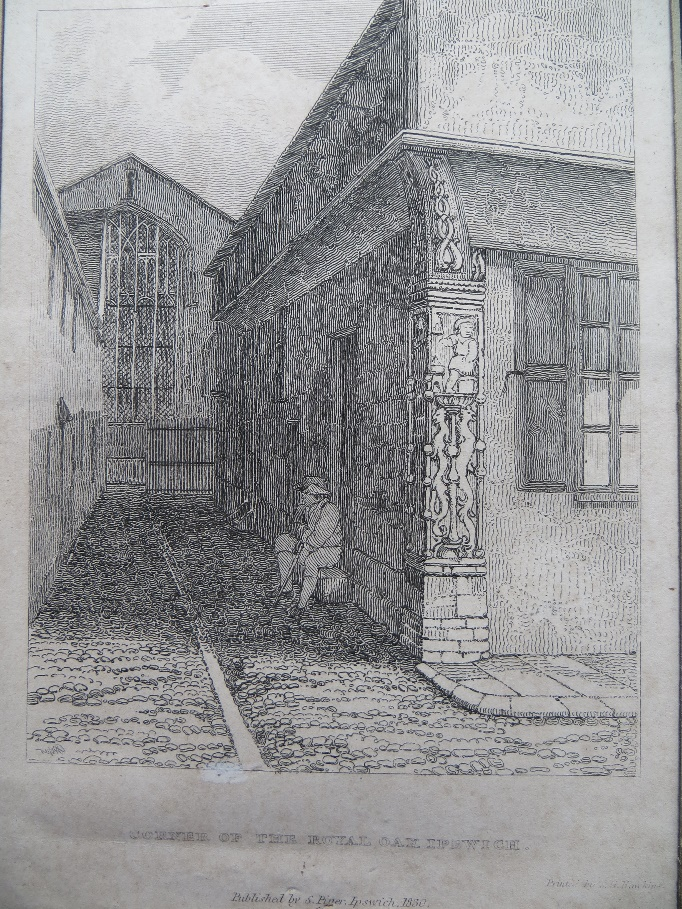 CORNER OF THE ROYAL OAK IPSWICH.
Published by S. Piper, Ipswich, 1830.